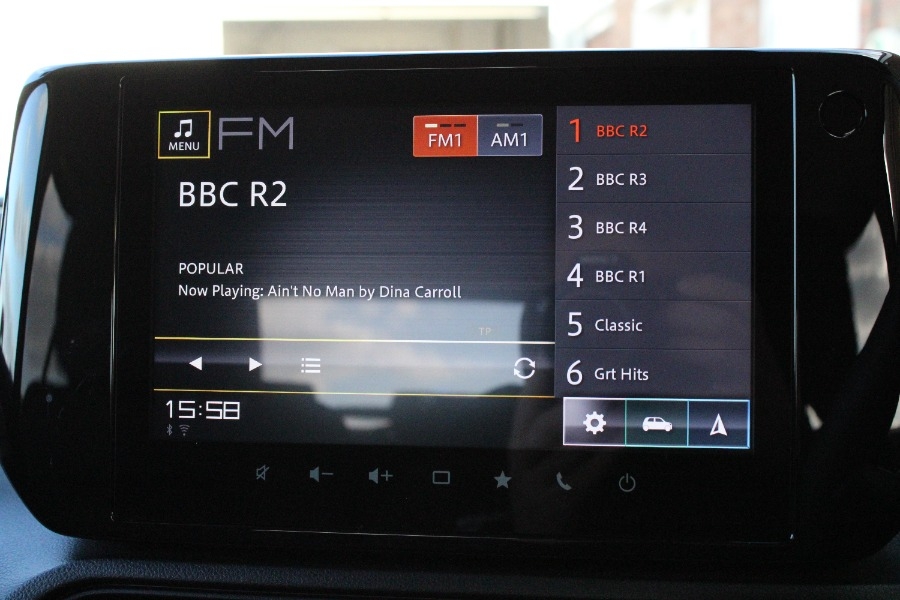 MENU
FM
FM1
AM1
BBC R2
POPULAR
Now Playing: Ain't No Man by Dina Carroll
TP
15:58
1 BBC R2
2 BBC R3
3 BBC R4
4 BBC R1
5 Classic
6 Grt Hits